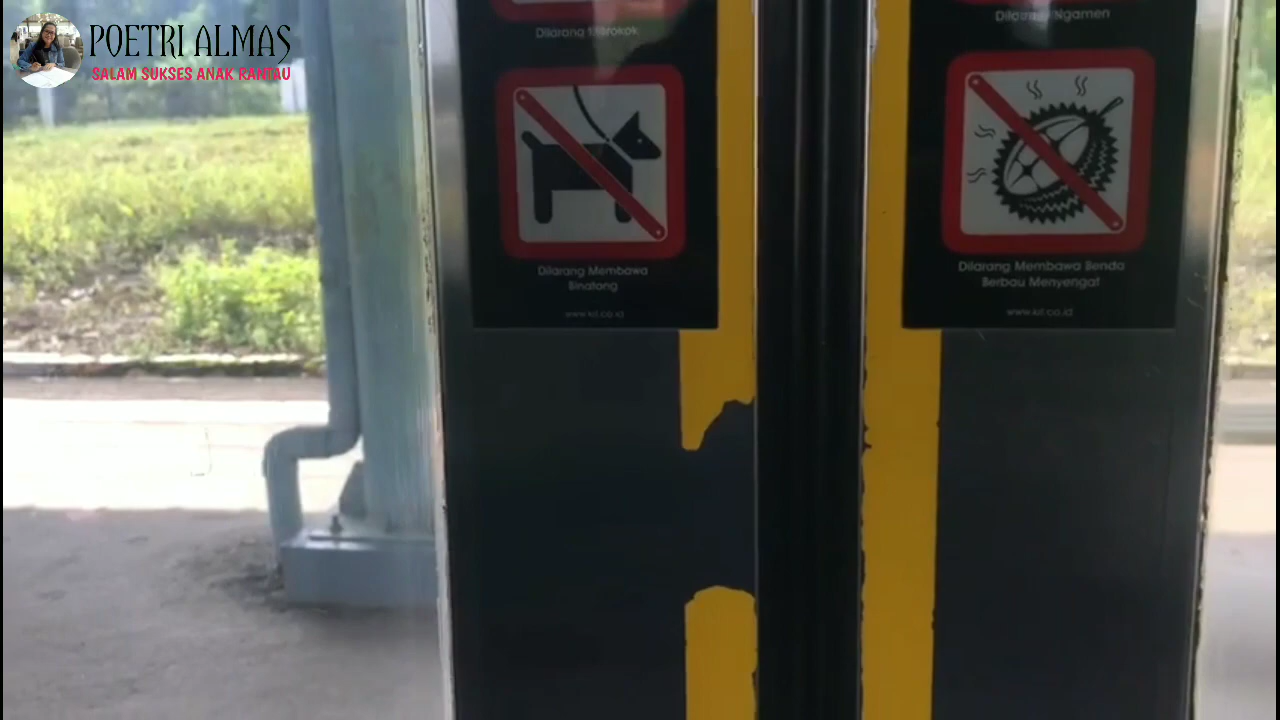 POETRI ALMAS
SALAM SUKSES ANAK RANTAU
Dilarang Merokok
Dilarang Ngamen
Dilarang Membawa
Binatang
www.krl.co.id
Dilarang Membawa Benda
Berbau Menyengat
www.krl.co.id